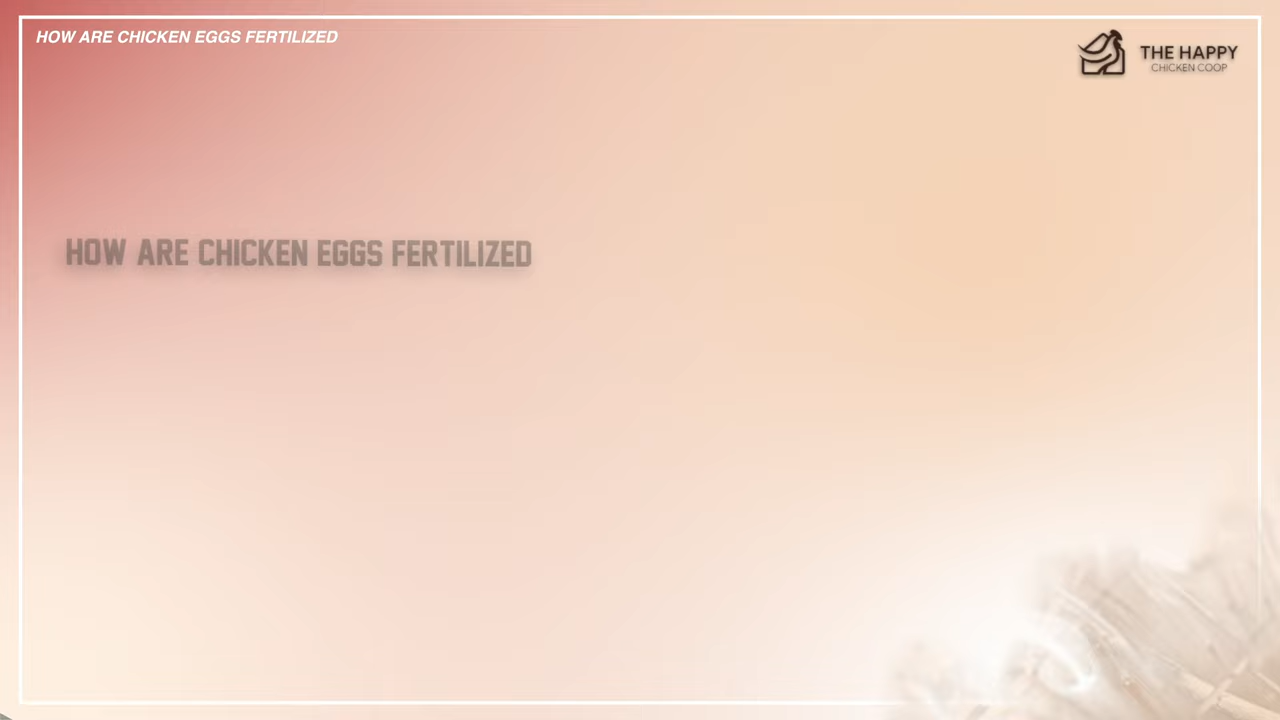 HOW ARE CHICKEN EGGS FERTILIZED
THE HAPPY
CHICKEN COOP
HOW ARE CHICKEN EGGS FERTILIZED